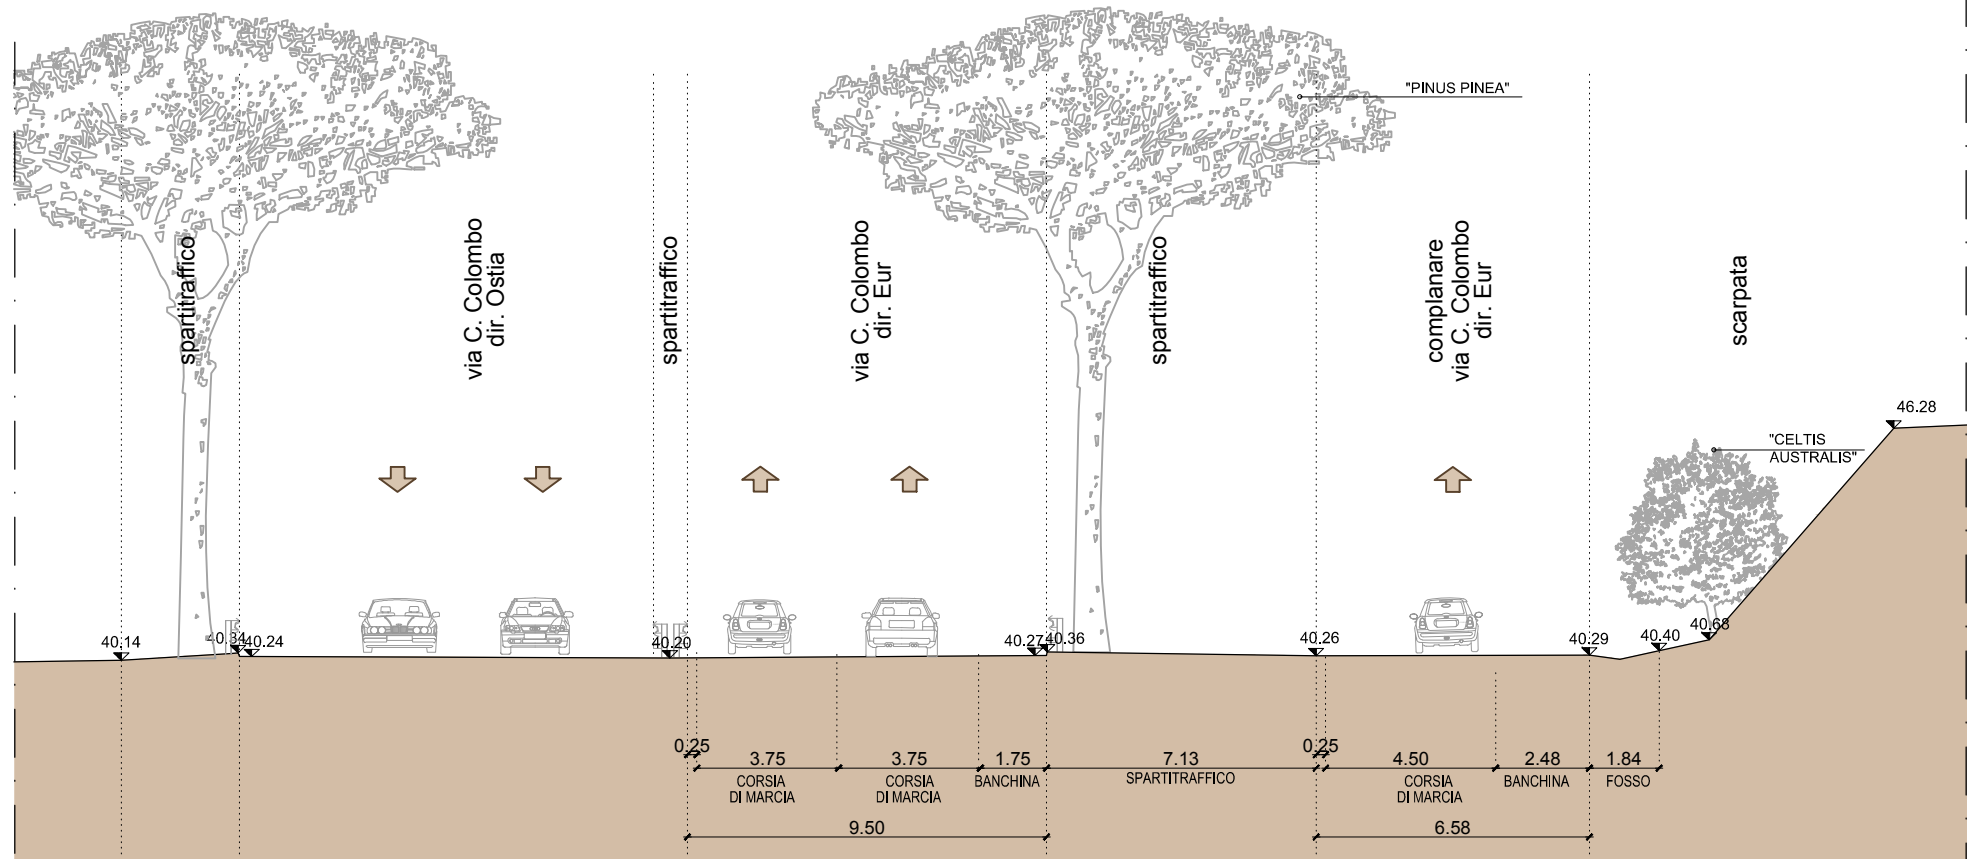 "PINUS PINEA"
spartitraffico
via C. Colombo
dir. Ostia
spartitraffico
via C. Colombo
dir. Eur
spartitraffico
complanare
via C. Colombo
dir. Eur
scarpata
46.28
"CELTIS
AUSTRALIS"
40.14
40.34
40.24
40.20
40.27
40.36
40.26
40.29
40.40
40.68
0.25
3.75
CORSIA
DI MARCIA
3.75
CORSIA
DI MARCIA
1.75
BANCHINA
7.13
SPARTITRAFFICO
0.25
4.50
CORSIA
DI MARCIA
2.48
BANCHINA
1.84
FOSSO
9.50
6.58